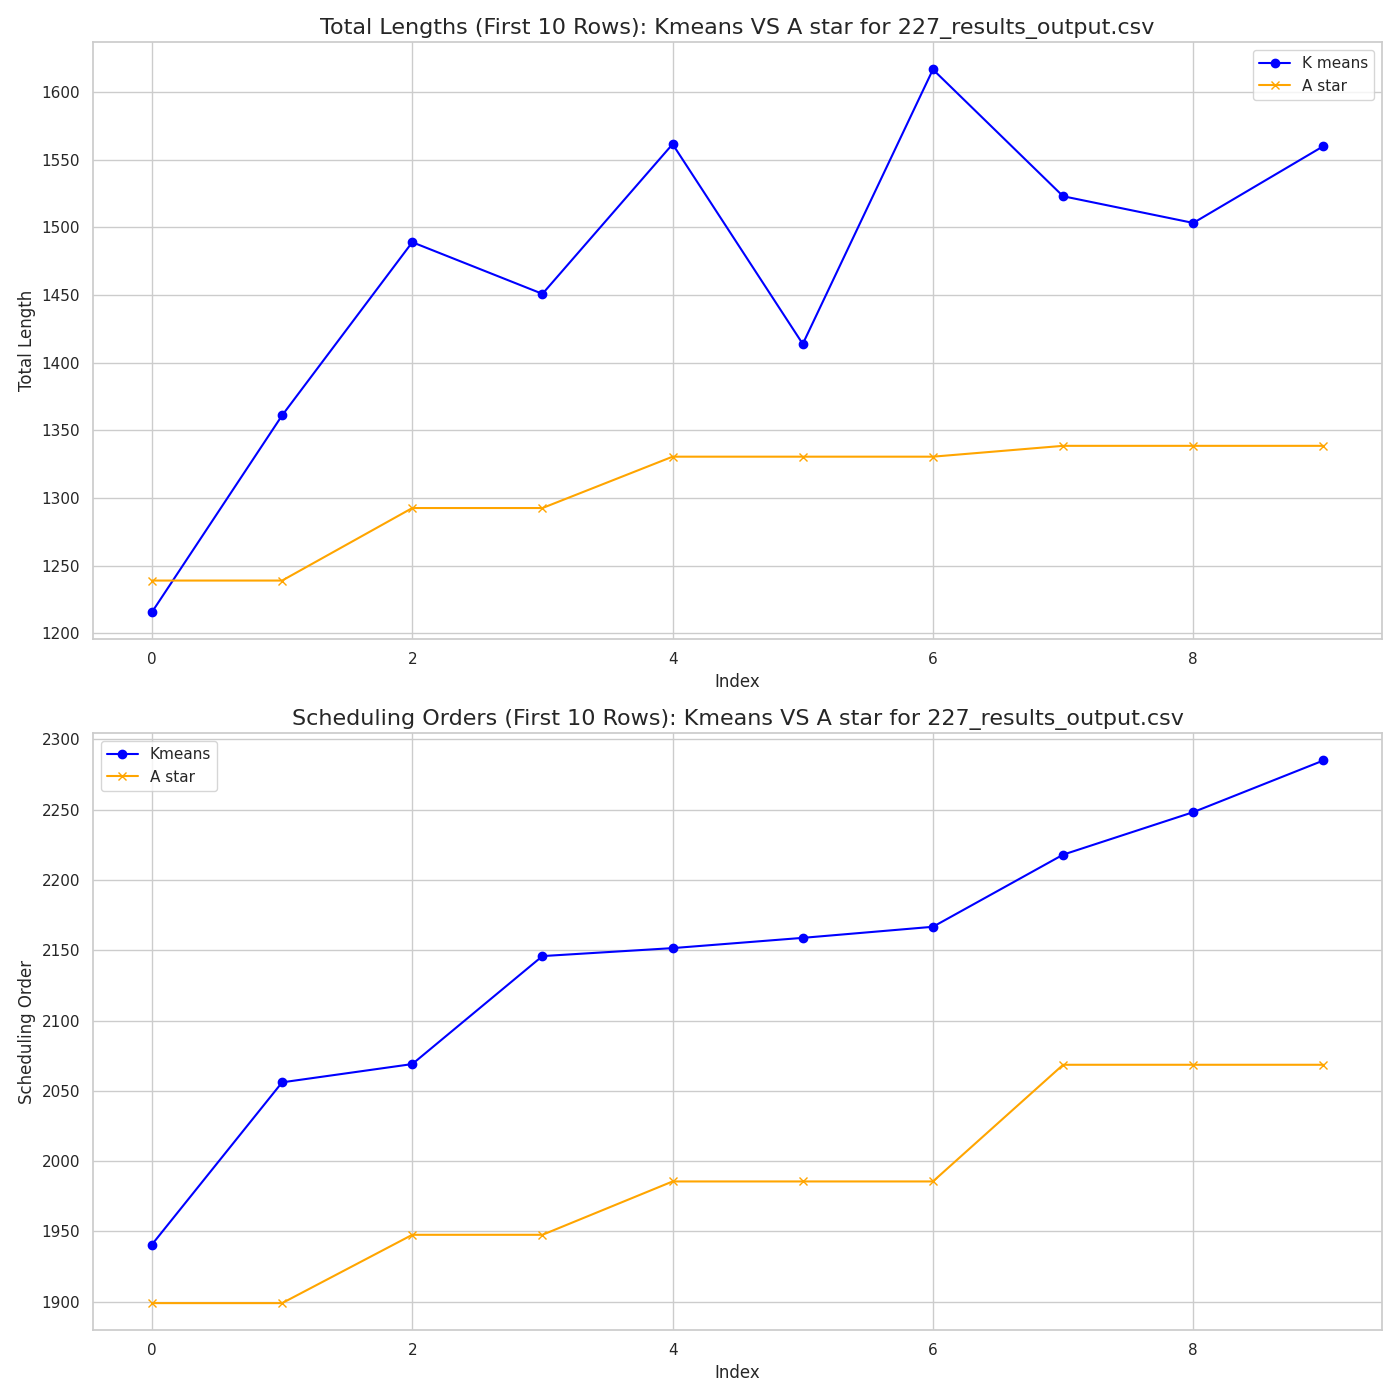 Total Lengths (First 10 Rows): Kmeans VS A star for 227_results_output.csv
K means
A star
1600
1550
1500
1450
1400
1350
1300
1250
1200
Total Length
0 2 4 6 8
Index
Scheduling Orders (First 10 Rows): Kmeans VS A star for 227_results_output.csv
Kmeans
A star
2300
2250
2200
2150
2100
2050
2000
1950
1900
Scheduling Order
0 2 4 6 8
Index